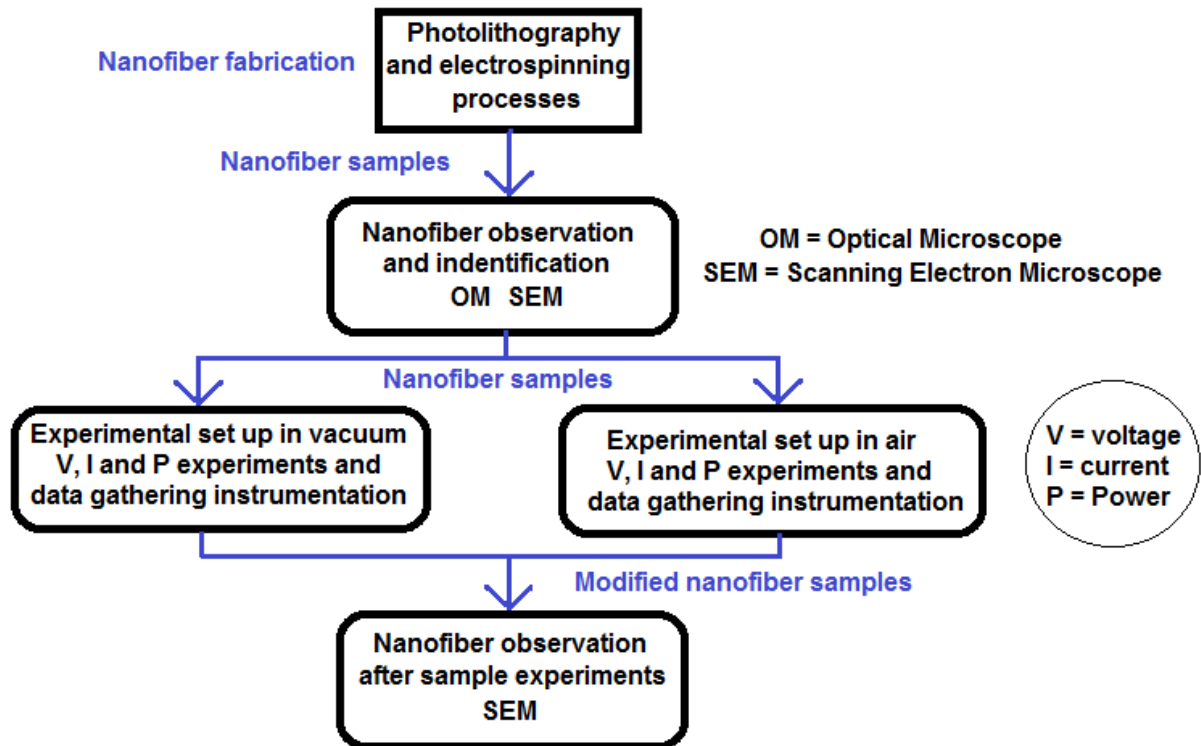 Nanofiber fabrication
Photolithography
and electrospinning
processes
Nanofiber samples
Nanofiber observation
and indentification
OM SEM
OM = Optical Microscope
SEM = Scanning Electron Microscope
Nanofiber samples
Experimental set up in vacuum
V, I and P experiments and
data gathering instrumentation
Experimental set up in air
V, I and P experiments and
data gathering instrumentation
V = voltage
I = current
P = Power
Modified nanofiber samples
Nanofiber observation
after sample experiments
SEM